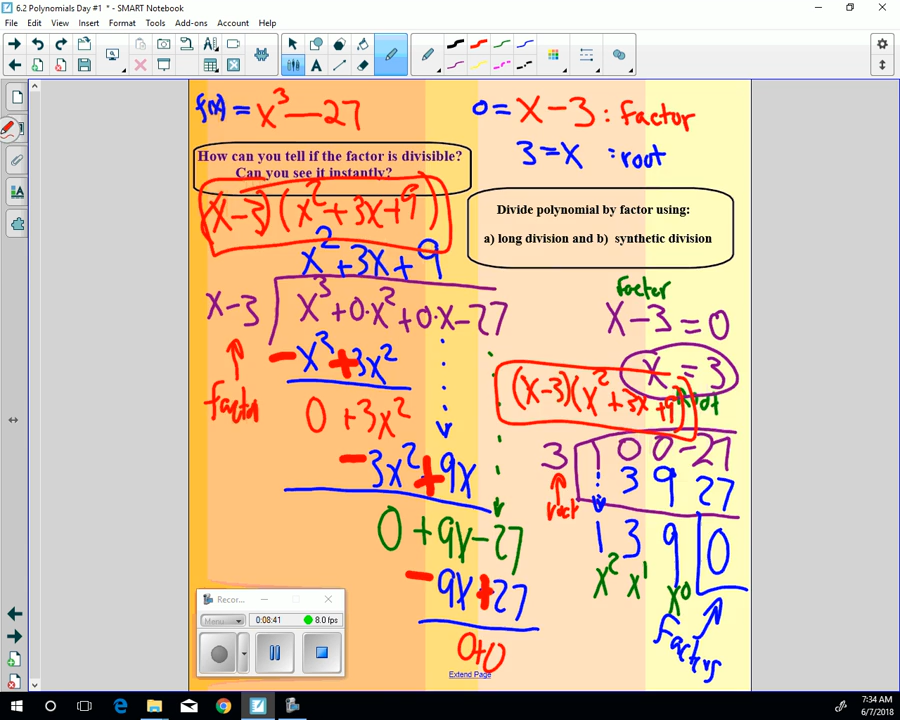 6.2 Polynomials Day #1 * - SMART Notebook
File Edit View Insert Format Tools Add-ons Account Help
f(x) = x³ — 27
0 = x - 3 : factor
3 = x : root
How can you tell if the factor is divisible?
Can you see it instantly?
(x-3)(x² + 3x + 9)
Divide polynomial by factor using:
a) long division and b) synthetic division
x² + 3x + 9
x-3 x³ + 0·x² + 0·x - 27
- x³ + 3x²
factor
0 + 3x²
- 3x² + 9x
0 + 9x - 27
- 9x + 27
0+0
factor
x - 3 = 0
x = 3
root
(x-3)(x² + 3x + 9)
3 1 0 0 -27
3 9 27
root
1 3 9 0
x² x¹ x⁰
Factors
Extend Page
Recor...
Menu...
0:08:41
8.0 fps
7:34 AM
6/7/2018